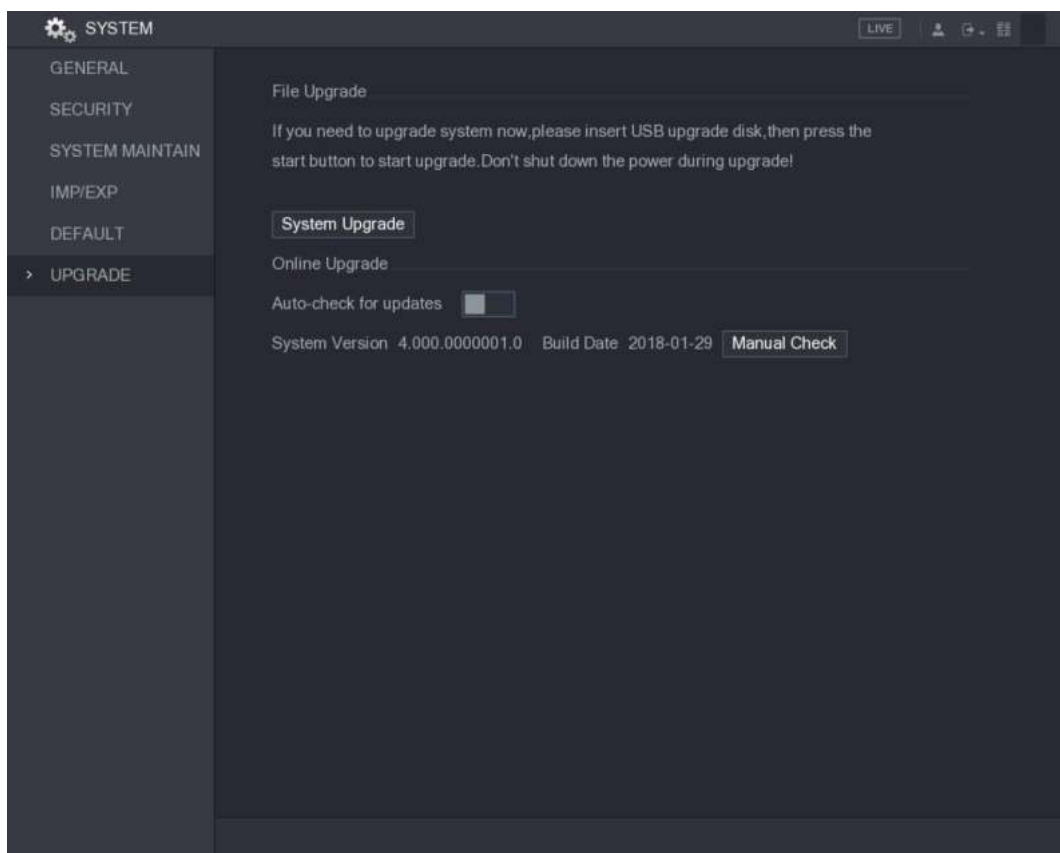 SYSTEM
LIVE
GENERAL
SECURITY
SYSTEM MAINTAIN
IMP/EXP
DEFAULT
UPGRADE
File Upgrade
If you need to upgrade system now,please insert USB upgrade disk,then press the
start button to start upgrade.Don't shut down the power during upgrade!
System Upgrade
Online Upgrade
Auto-check for updates
System Version 4.000.0000001.0 Build Date 2018-01-29 Manual Check